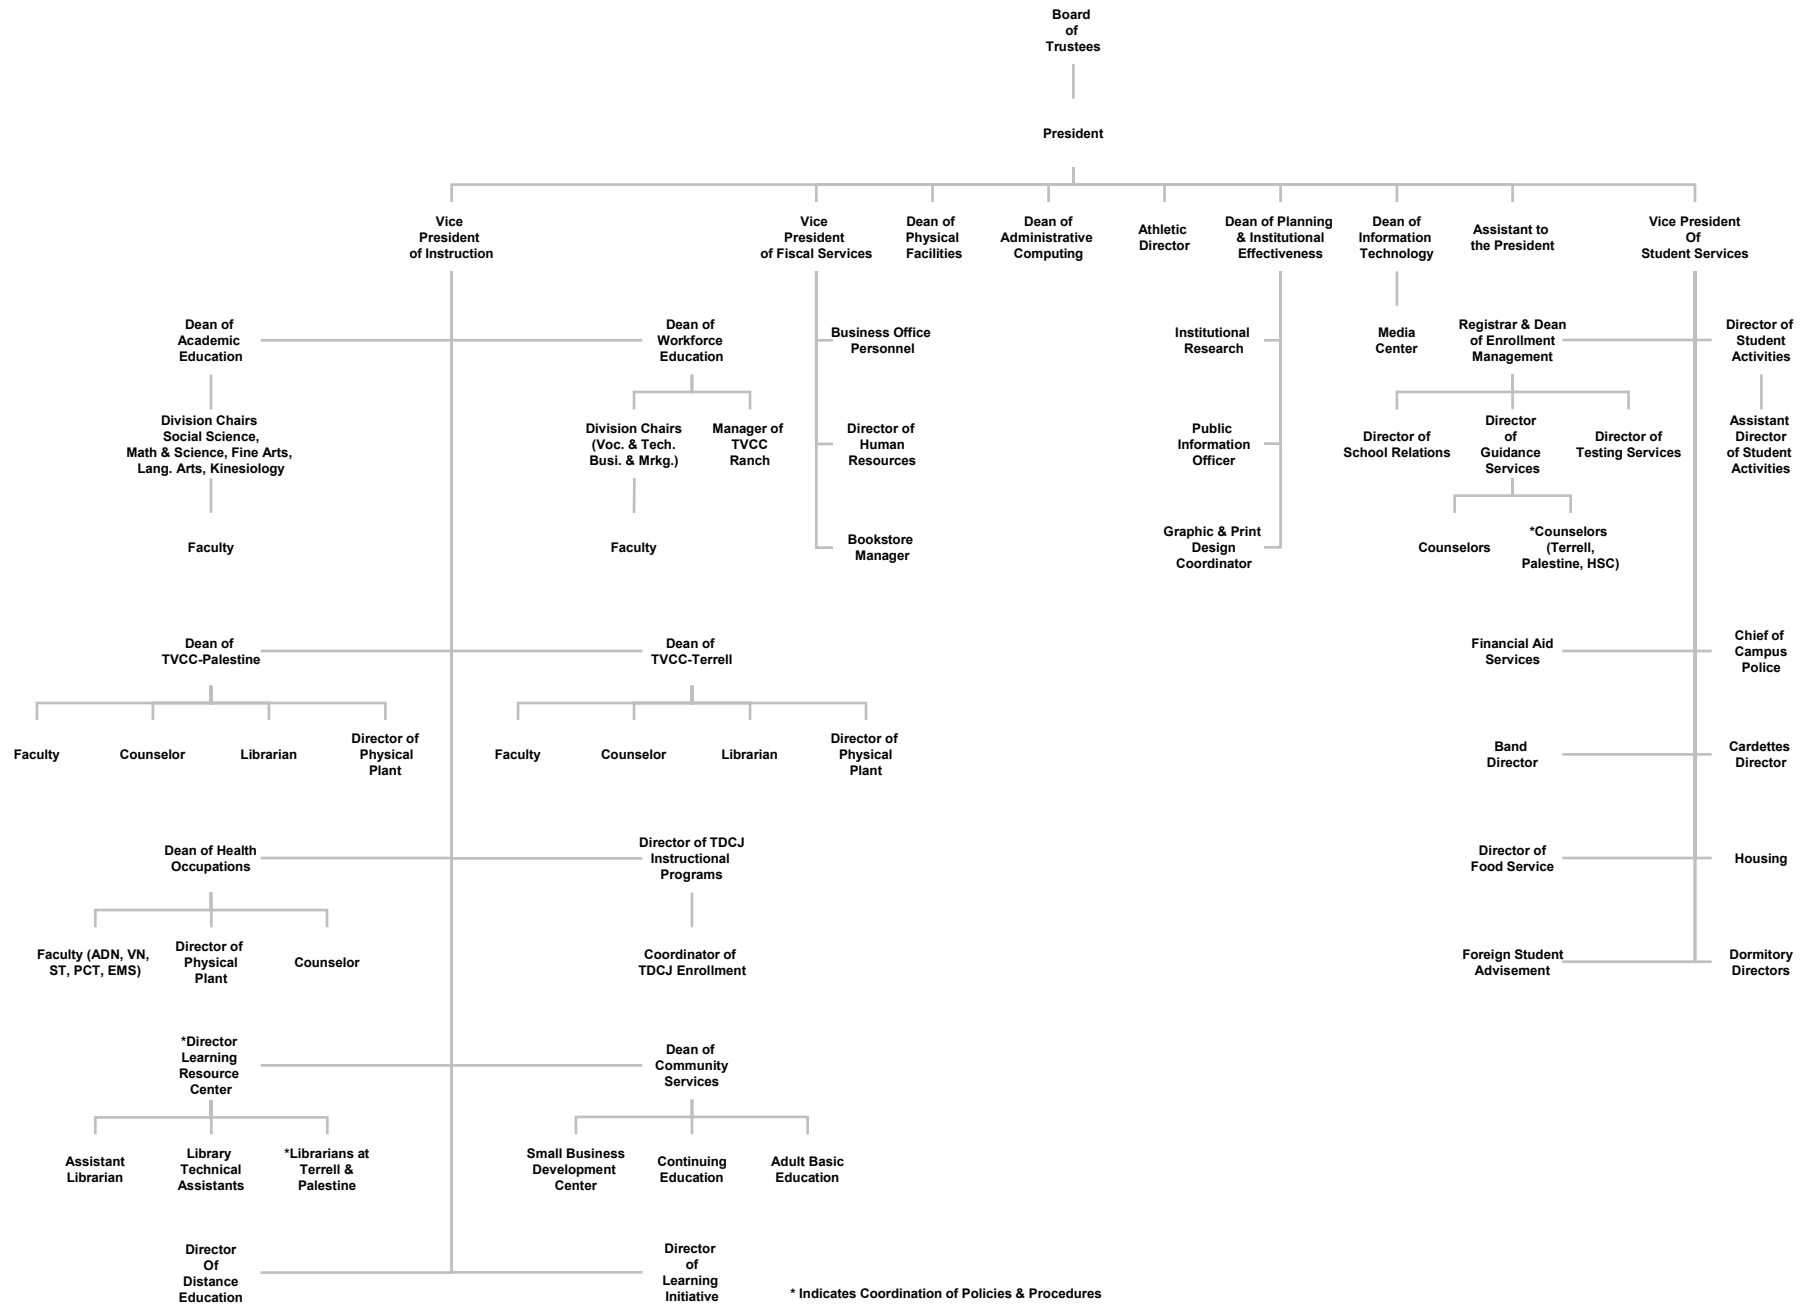 Board
of
Trustees
President
Vice
President
of Instruction
Vice
President
of Fiscal Services
Dean of
Physical
Facilities
Dean of
Administrative
Computing
Athletic
Director
Dean of Planning
& Institutional
Effectiveness
Dean of
Information
Technology
Assistant to
the President
Vice President
Of
Student Services
Dean of
Academic
Education
Dean of
Workforce
Education
Business Office
Personnel
Institutional
Research
Media
Center
Registrar & Dean
of Enrollment
Management
Director of
Student
Activities
Division Chairs
Social Science,
Math & Science, Fine Arts,
Lang. Arts, Kinesiology
Division Chairs
(Voc. & Tech.
Busi. & Mrkg.)
Manager of
TVCC
Ranch
Director of
Human
Resources
Public
Information
Officer
Director of
School Relations
Director
of
Guidance
Services
Director of
Testing Services
Assistant
Director
of Student
Activities
Faculty
Faculty
Bookstore
Manager
Graphic & Print
Design
Coordinator
Counselors
*Counselors
(Terrell,
Palestine, HSC)
Dean of
TVCC-Palestine
Dean of
TVCC-Terrell
Financial Aid
Services
Chief of
Campus
Police
Faculty
Counselor
Librarian
Director of
Physical
Plant
Faculty
Counselor
Librarian
Director of
Physical
Plant
Band
Director
Cardettes
Director
Dean of Health
Occupations
Director of TDCJ
Instructional
Programs
Director of
Food Service
Housing
Faculty (ADN, VN,
ST, PCT, EMS)
Director of
Physical
Plant
Counselor
Coordinator of
TDCJ Enrollment
Foreign Student
Advisement
Dormitory
Directors
*Director
Learning
Resource
Center
Dean of
Community
Services
Assistant
Librarian
Library
Technical
Assistants
*Librarians at
Terrell &
Palestine
Small Business
Development
Center
Continuing
Education
Adult Basic
Education
Director
Of
Distance
Education
Director
of
Learning
Initiative
* Indicates Coordination of Policies & Procedures